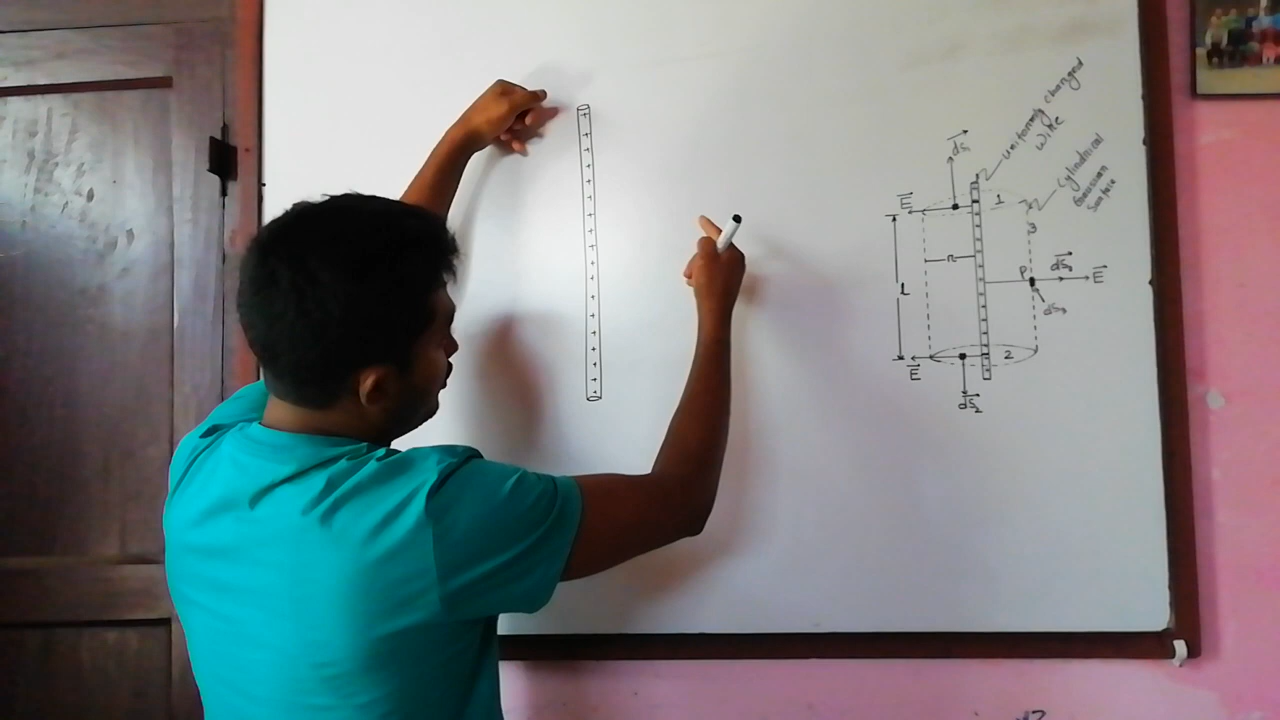 uniformly charged
wire
Cylindrical
Gaussian
Surface
dS₁
E
1
3
r
l
P
dS₃
E
dS₃
2
E
dS₂